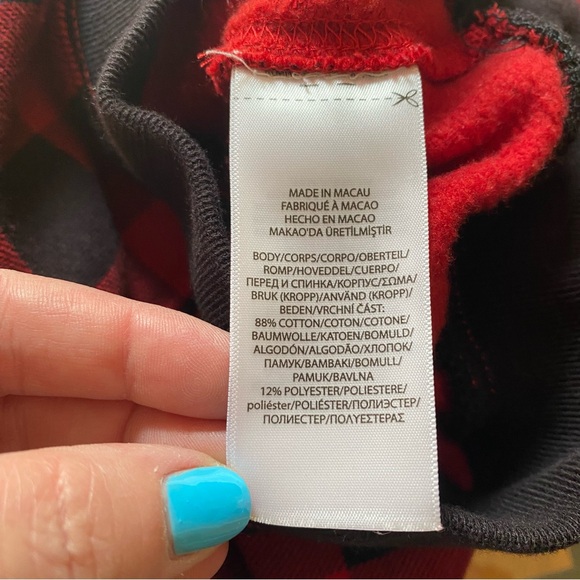 MADE IN MACAU
FABRIQUÉ À MACAO
HECHO EN MACAO
MAKAO'DA ÜRETİLMİŞTİR
BODY/CORPS/CORPO/OBERTEIL/
ROMP/HOVEDDEL/CUERPO/
ПЕРЕД И СПИНКА/КОРПУС/ΣΩΜΑ/
BRUK (KROPP)/ANVÄND (KROPP)/
BEDEN/VRCHNÍ ČÁST:
88% COTTON/COTON/COTONE/
BAUMWOLLE/KATOEN/BOMULD/
ALGODÓN/ALGODÃO/ХЛОПОК/
ПАМУК/ΒΑΜΒΑΚΙ/BOMULL/
PAMUK/BAVLNA
12% POLYESTER/POLIESTERE/
poliéster/POLIÉSTER/ПОЛИЭСТЕР/
ПОЛИЕСТЕР/ΠΟΛΥΕΣΤΕΡΑΣ